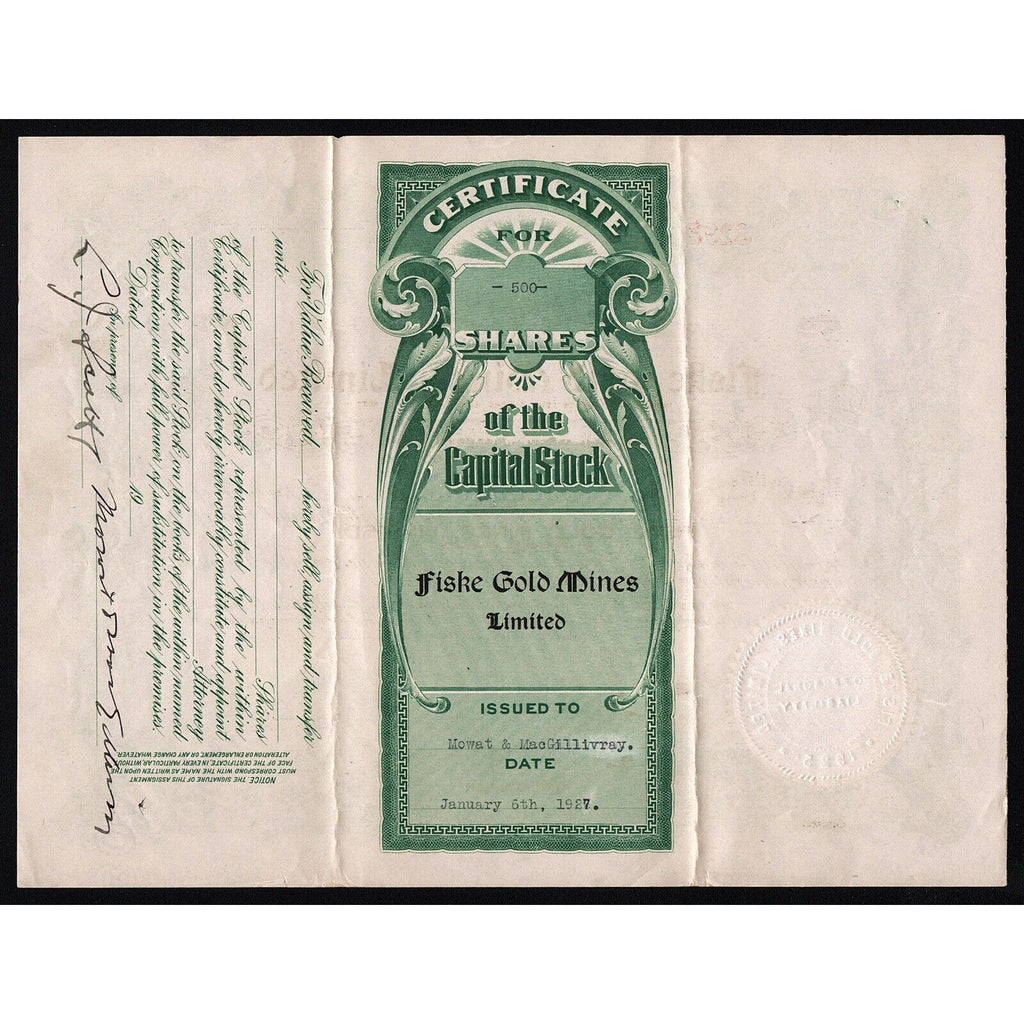 CERTIFICATE
FOR
- 500-
SHARES
of the
Capital Stock
Fiske Gold Mines
Limited
ISSUED TO
Mowat & MacGillivray.
DATE
January 6th, 1927.
For Value Received, hereby sell, assign and transfer
unto
Shares
of the Capital Stock represented by the within
Certificate, and do hereby irrevocably constitute and appoint
Attorney
to transfer the said Stock on the books of the within named
Corporation, with full power of substitution, in the premises.
Dated 19
In presence of
NOTICE. THE SIGNATURE OF THIS ASSIGNMENT
MUST CORRESPOND WITH THE NAME AS WRITTEN UPON THE
FACE OF THE CERTIFICATE, IN EVERY PARTICULAR, WITHOUT
ALTERATION OR ENLARGEMENT, OR ANY CHANGE WHATEVER.